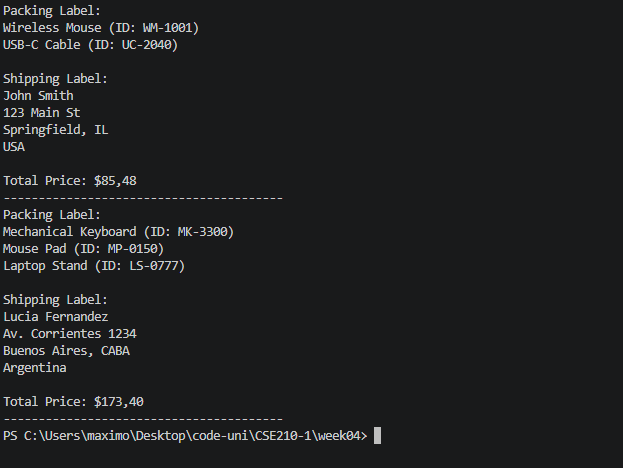 Packing Label:
Wireless Mouse (ID: WM-1001)
USB-C Cable (ID: UC-2040)

Shipping Label:
John Smith
123 Main St
Springfield, IL
USA

Total Price: $85,48
----------------------------------------
Packing Label:
Mechanical Keyboard (ID: MK-3300)
Mouse Pad (ID: MP-0150)
Laptop Stand (ID: LS-0777)

Shipping Label:
Lucia Fernandez
Av. Corrientes 1234
Buenos Aires, CABA
Argentina

Total Price: $173,40
----------------------------------------
PS C:\Users\maximo\Desktop\code-uni\CSE210-1\week04>